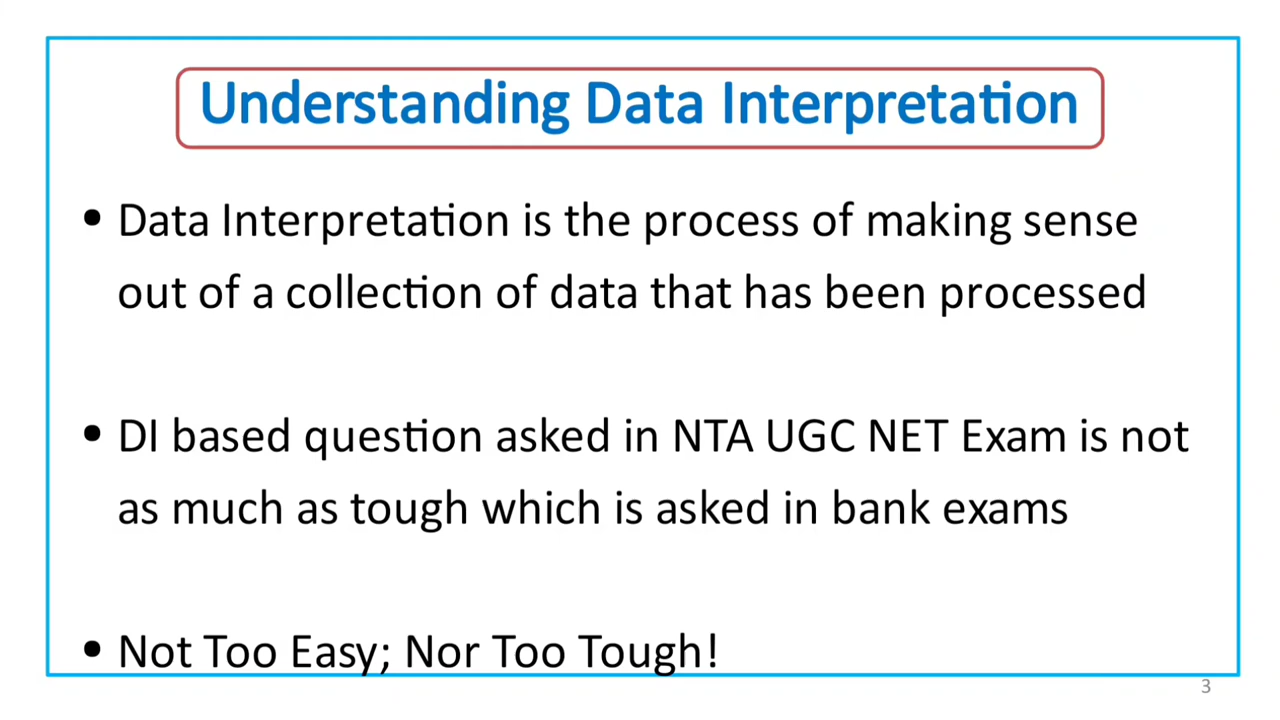 Understanding Data Interpretation
• Data Interpretation is the process of making sense
out of a collection of data that has been processed
• DI based question asked in NTA UGC NET Exam is not
as much as tough which is asked in bank exams
• Not Too Easy; Nor Too Tough!
3